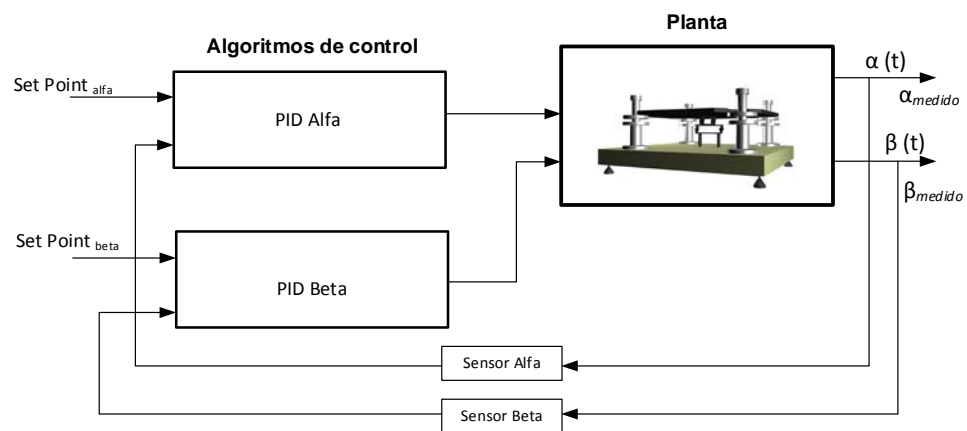 Planta
Algoritmos de control
Set Point alfa
PID Alfa
α (t)
αmedido
β (t)
βmedido
Set Point beta
PID Beta
Sensor Alfa
Sensor Beta